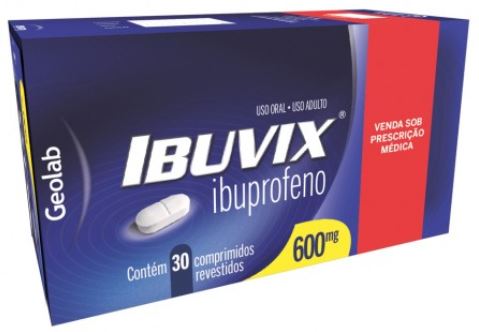 Geolab
USO ORAL • USO ADULTO
IBUVIX®
ibuprofeno
Contém 30 comprimidos
revestidos
600mg
VENDA SOB
PRESCRIÇÃO
MÉDICA